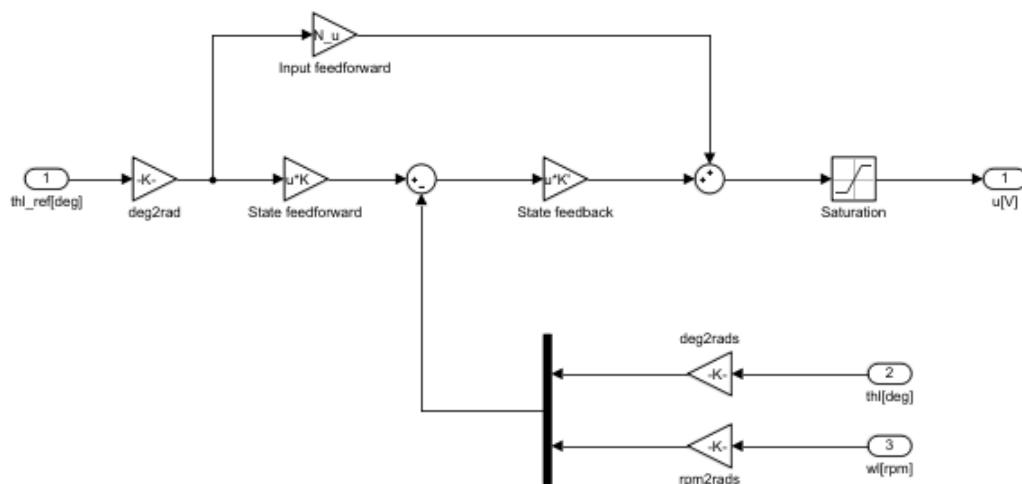 N_u
Input feedforward
1
-K-
u*K
u*K'
thl_ref[deg]
deg2rad
State feedforward
State feedback
Saturation
1
u[V]
deg2rads
-K-
2
thl[deg]
-K-
3
rpm2rads
wl[rpm]